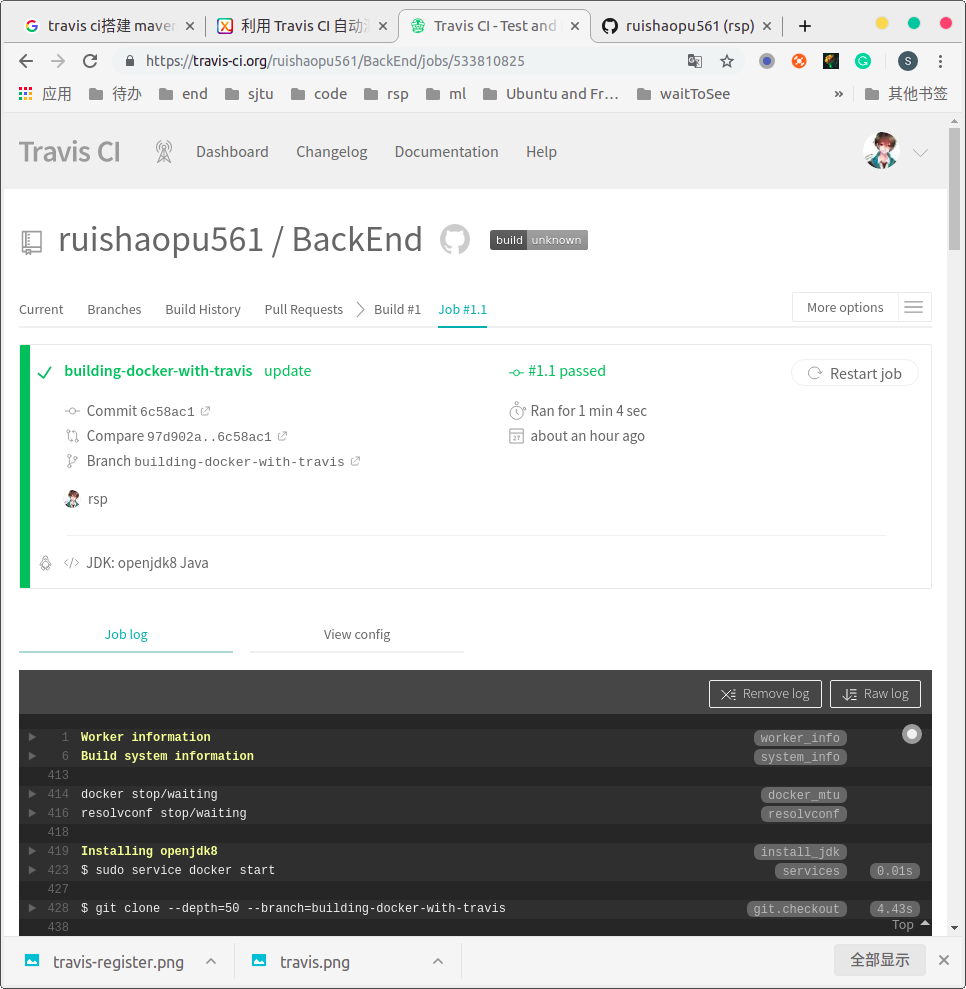 travis ci搭建 maven
利用 Travis CI 自动
Travis CI - Test and
ruishaopu561 (rsp)
https://travis-ci.org/ruishaopu561/BackEnd/jobs/533810825
S
应用 待办 end sjtu code rsp ml Ubuntu and Fr… waitToSee » 其他书签
Travis CI Dashboard Changelog Documentation Help
ruishaopu561 / BackEnd build unknown
Current Branches Build History Pull Requests Build #1 Job #1.1 More options
building-docker-with-travis update #1.1 passed Restart job
Commit 6c58ac1 Ran for 1 min 4 sec
Compare 97d902a..6c58ac1 about an hour ago
Branch building-docker-with-travis
rsp
</> JDK: openjdk8 Java
Job log View config
Remove log Raw log
1 Worker information worker_info
6 Build system information system_info
413
414 docker stop/waiting docker_mtu
416 resolvconf stop/waiting resolvconf
418
419 Installing openjdk8 install_jdk
423 $ sudo service docker start services 0.01s
427
428 $ git clone --depth=50 --branch=building-docker-with-travis git.checkout 4.43s
438 Top
travis-register.png travis.png 全部显示